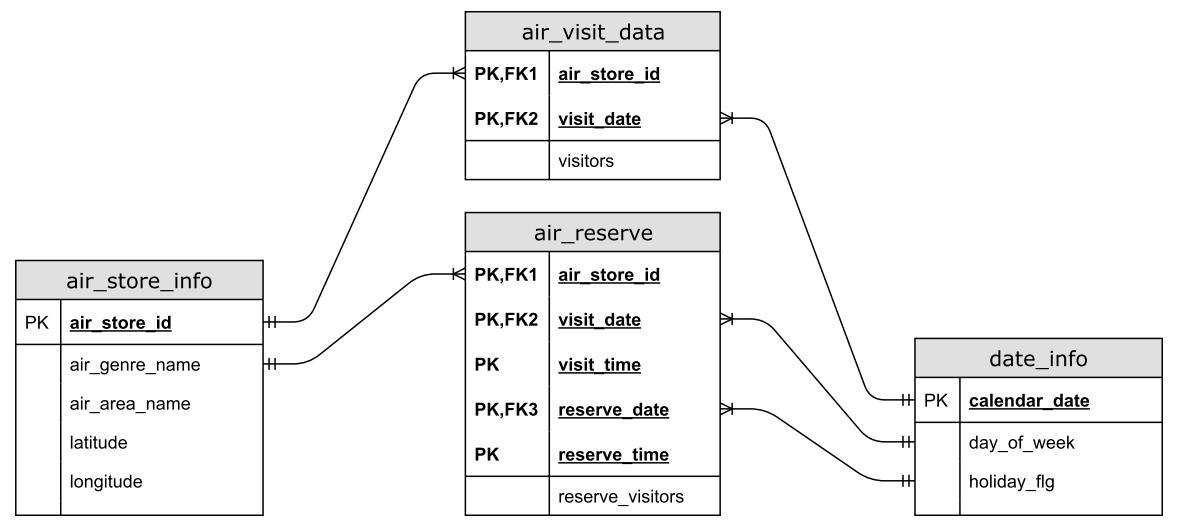 air_visit_data
PK,FK1 air_store_id
PK,FK2 visit_date
visitors
air_reserve
PK,FK1 air_store_id
PK,FK2 visit_date
PK visit_time
PK,FK3 reserve_date
PK reserve_time
reserve_visitors
air_store_info
PK air_store_id
air_genre_name
air_area_name
latitude
longitude
date_info
PK calendar_date
day_of_week
holiday_flg